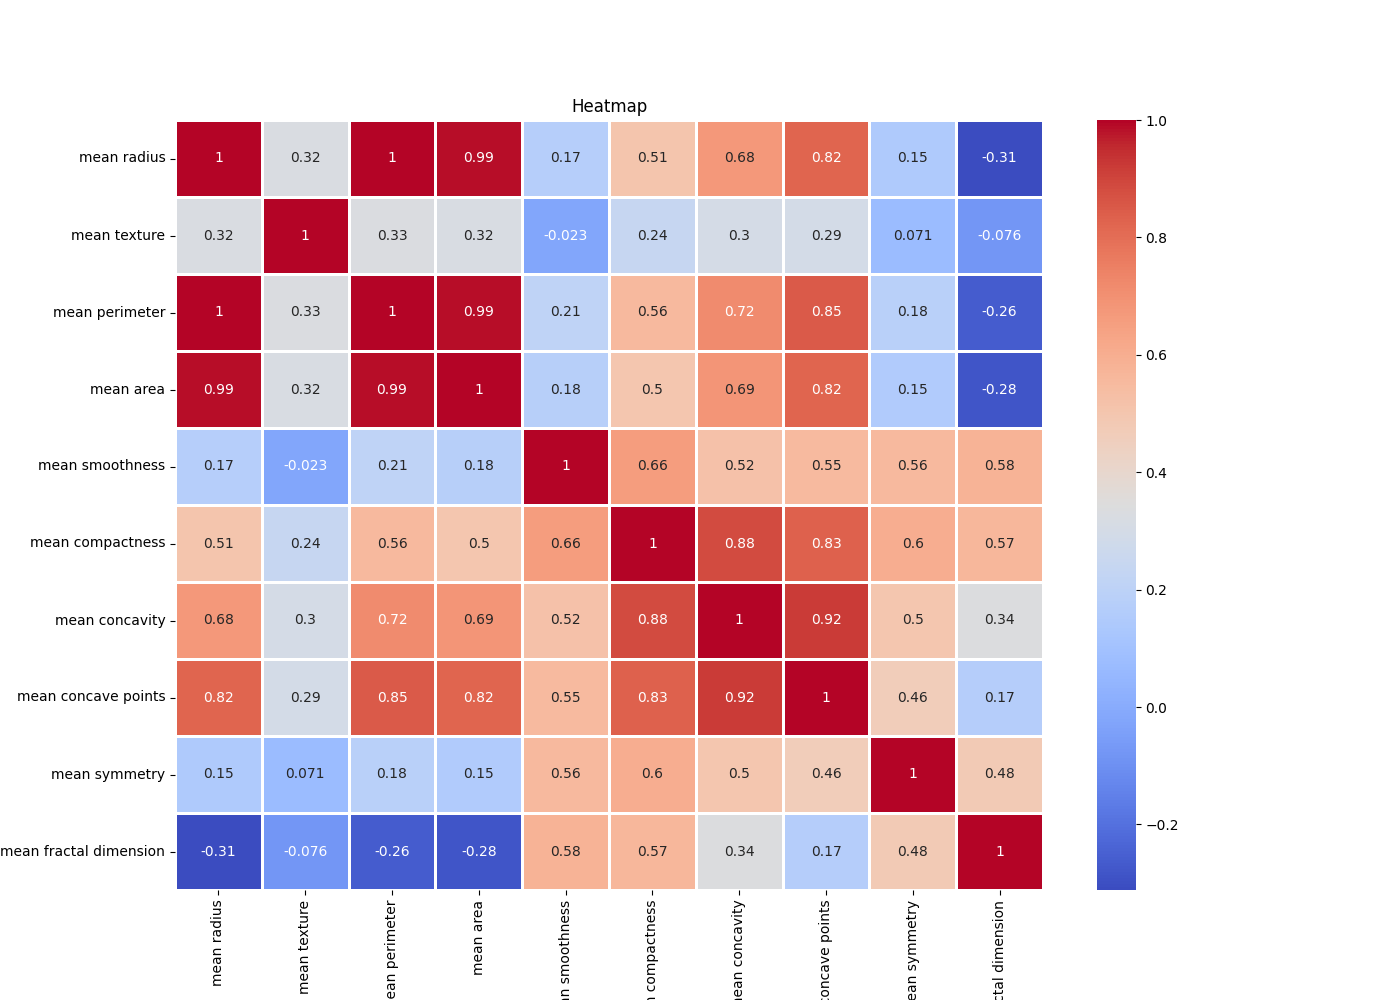 Heatmap
mean radius 1 0.32 1 0.99 0.17 0.51 0.68 0.82 0.15 -0.31
mean texture 0.32 1 0.33 0.32 -0.023 0.24 0.3 0.29 0.071 -0.076
mean perimeter 1 0.33 1 0.99 0.21 0.56 0.72 0.85 0.18 -0.26
mean area 0.99 0.32 0.99 1 0.18 0.5 0.69 0.82 0.15 -0.28
mean smoothness 0.17 -0.023 0.21 0.18 1 0.66 0.52 0.55 0.56 0.58
mean compactness 0.51 0.24 0.56 0.5 0.66 1 0.88 0.83 0.6 0.57
mean concavity 0.68 0.3 0.72 0.69 0.52 0.88 1 0.92 0.5 0.34
mean concave points 0.82 0.29 0.85 0.82 0.55 0.83 0.92 1 0.46 0.17
mean symmetry 0.15 0.071 0.18 0.15 0.56 0.6 0.5 0.46 1 0.48
mean fractal dimension -0.31 -0.076 -0.26 -0.28 0.58 0.57 0.34 0.17 0.48 1
mean radius
mean texture
ean perimeter
mean area
n smoothness
compactness
ean concavity
concave points
ean symmetry
ctal dimension
1.0
0.8
0.6
0.4
0.2
0.0
−0.2